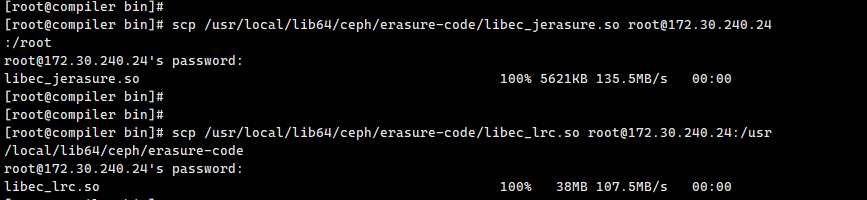 [root@compiler bin]#
[root@compiler bin]# scp /usr/local/lib64/ceph/erasure-code/libec_jerasure.so root@172.30.240.24
:/root
root@172.30.240.24's password:
libec_jerasure.so 100% 5621KB 135.5MB/s 00:00
[root@compiler bin]#
[root@compiler bin]#
[root@compiler bin]# scp /usr/local/lib64/ceph/erasure-code/libec_lrc.so root@172.30.240.24:/usr
/local/lib64/ceph/erasure-code
root@172.30.240.24's password:
libec_lrc.so 100% 38MB 107.5MB/s 00:00